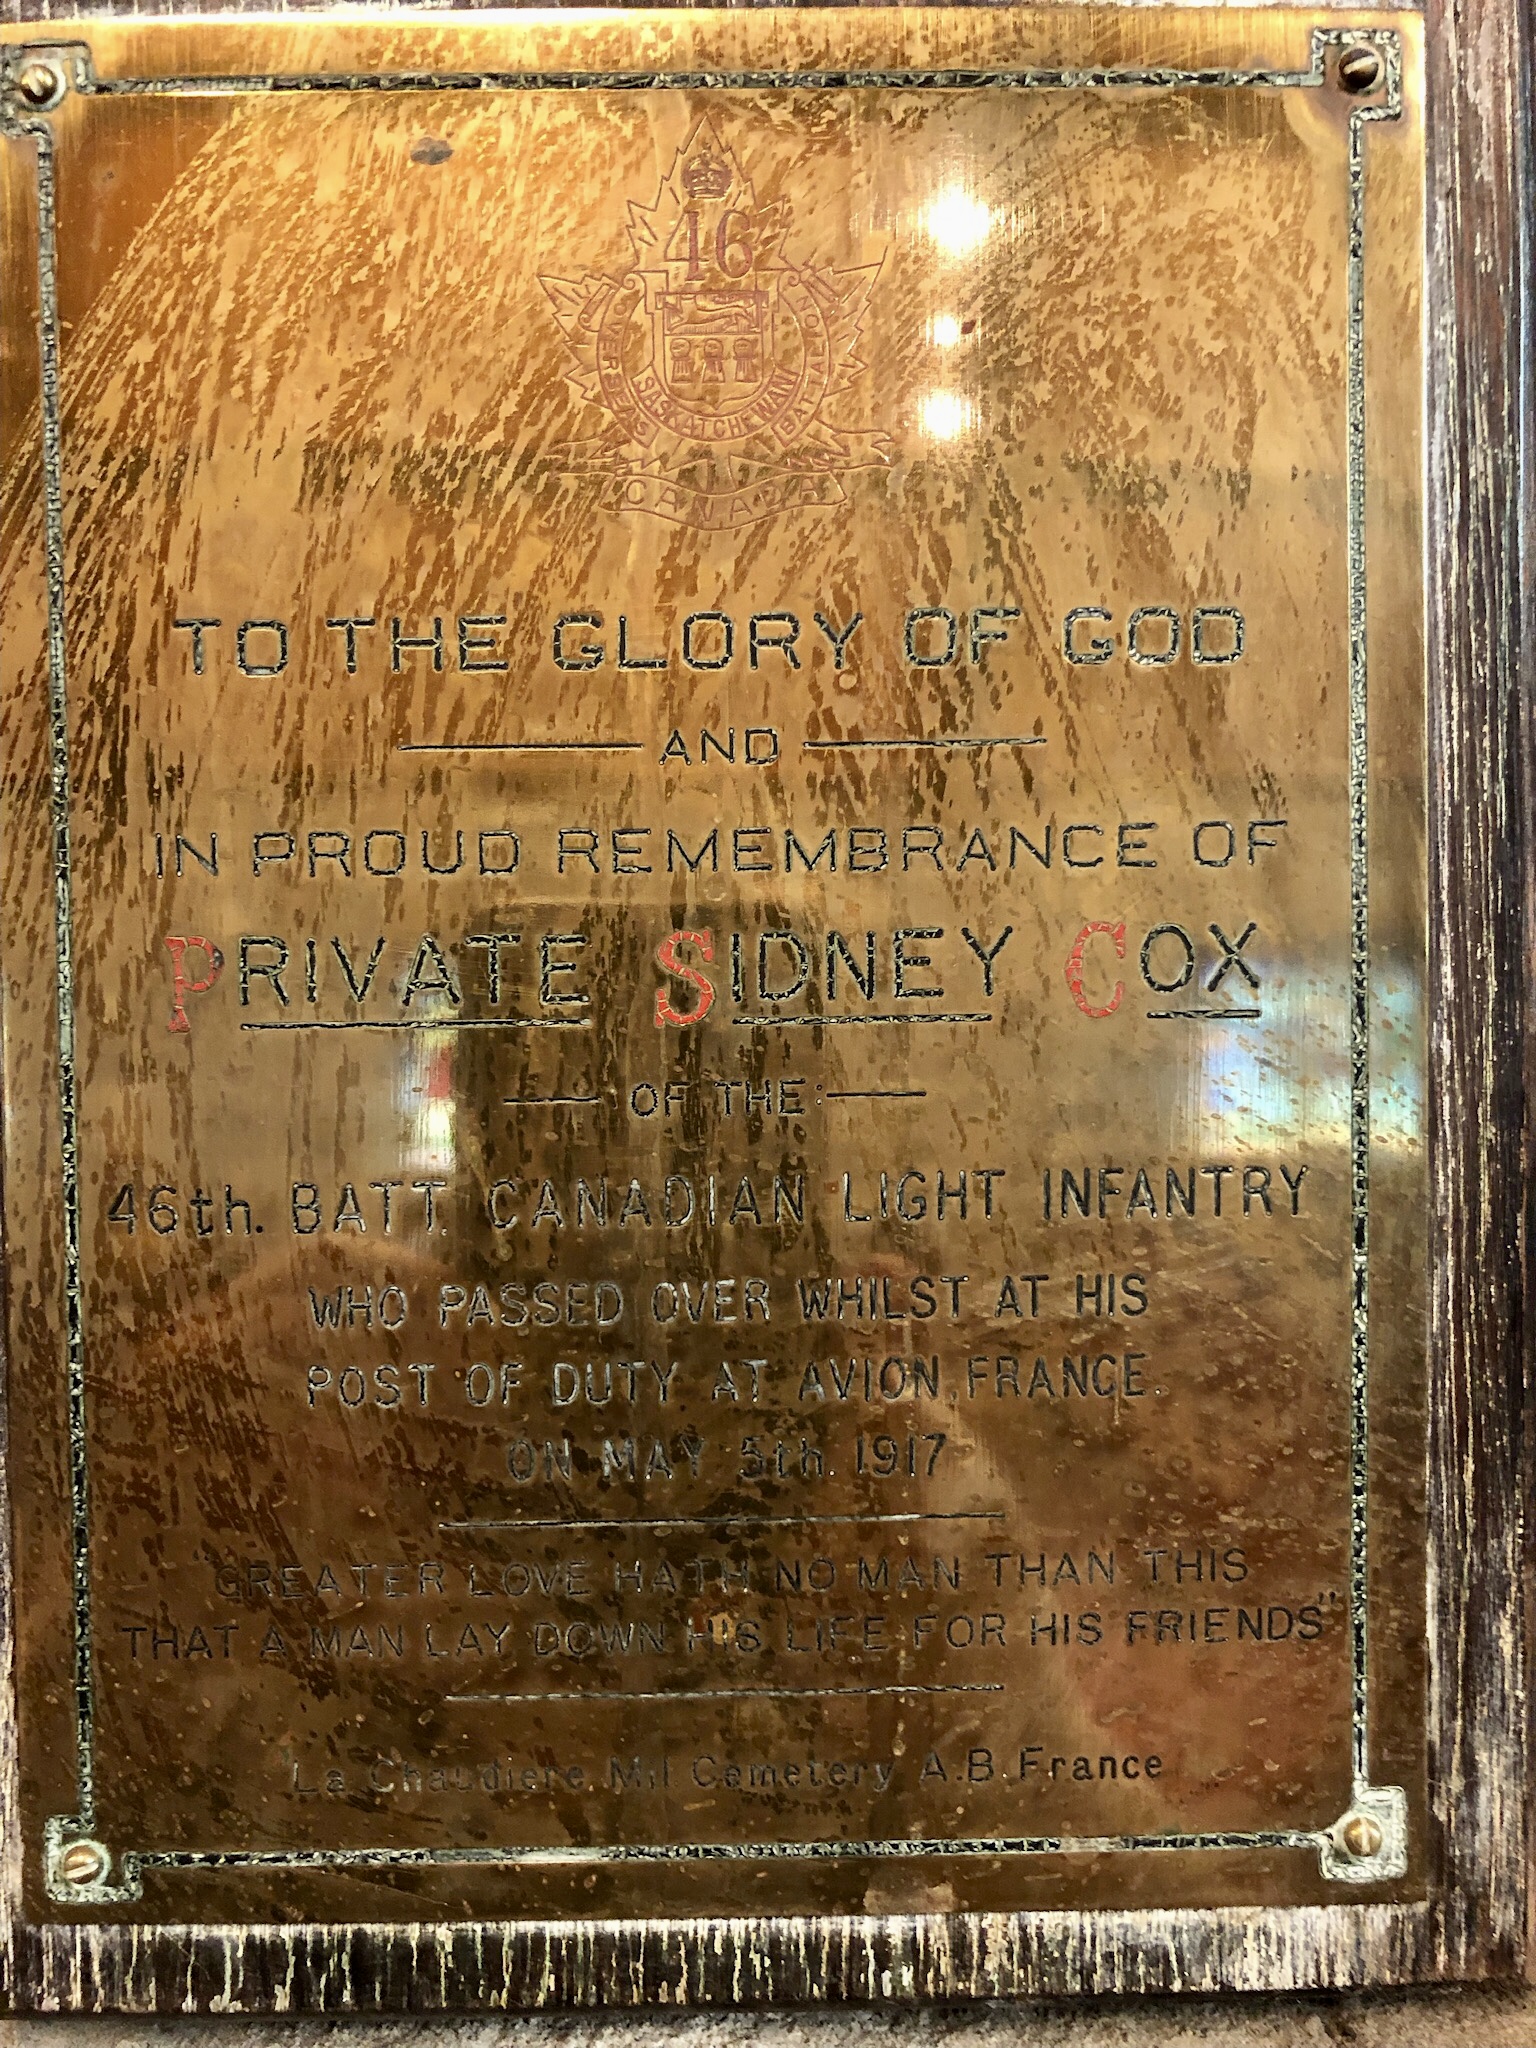 46
OVERSEAS
SASKATCHEWAN
BATTALION
CANADA
TO THE GLORY OF GOD
AND
IN PROUD REMEMBRANCE OF
PRIVATE SIDNEY COX
OF THE:
46th. BATT. CANADIAN LIGHT INFANTRY
WHO PASSED OVER WHILST AT HIS
POST OF DUTY AT AVION, FRANCE.
ON MAY 5th. 1917
"GREATER LOVE HATH NO MAN THAN THIS
THAT A MAN LAY DOWN HIS LIFE FOR HIS FRIENDS"
La Chaudiere Mil. Cemetery A.B. France